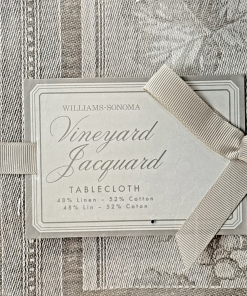 WILLIAMS-SONOMA
Vineyard
Jacquard
TABLECLOTH
48% Linen - 52% Cotton
48% Lin - 52% Coton